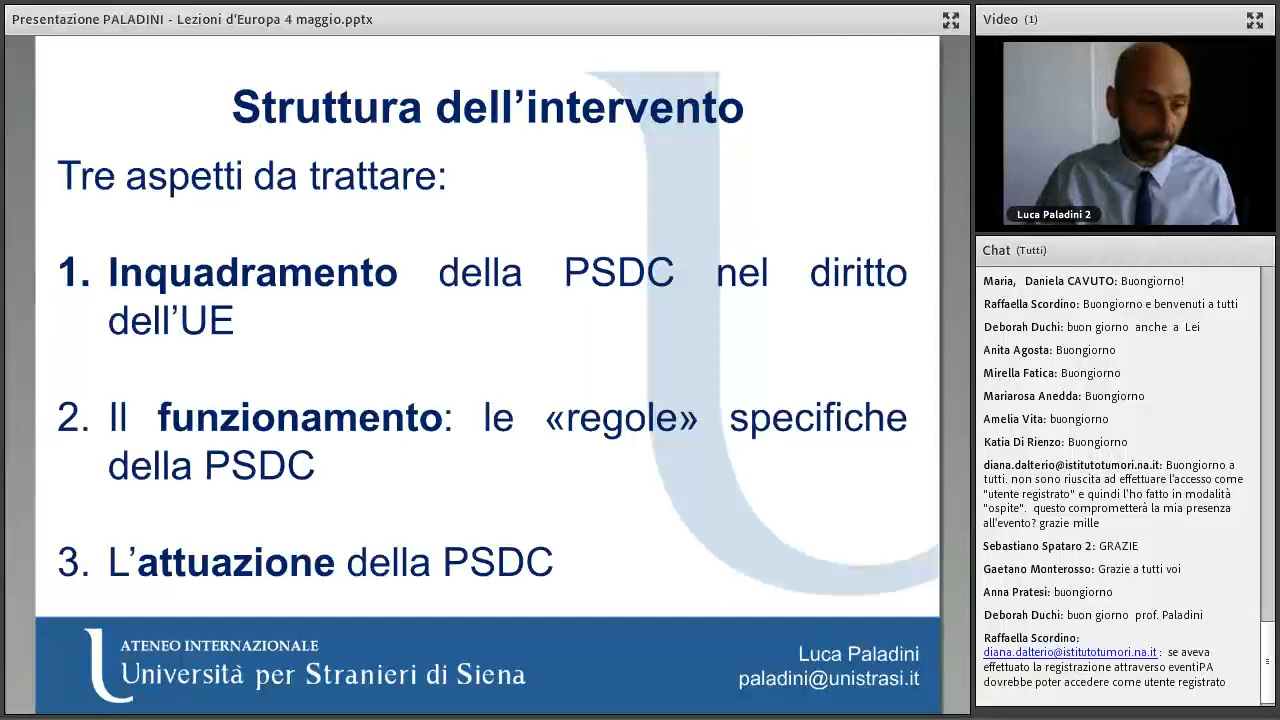 Presentazione PALADINI - Lezioni d'Europa 4 maggio.pptx
Struttura dell’intervento
Tre aspetti da trattare:
1. Inquadramento della PSDC nel diritto
dell’UE
2. Il funzionamento: le «regole» specifiche
della PSDC
3. L’attuazione della PSDC
ATENEO INTERNAZIONALE
Università per Stranieri di Siena
Luca Paladini
paladini@unistrasi.it
Video (1)
Luca Paladini 2
Chat (Tutti)
Maria, Daniela CAVUTO: Buongiorno!
Raffaella Scordino: Buongiorno e benvenuti a tutti
Deborah Duchi: buon giorno anche a Lei
Anita Agosta: Buongiorno
Mirella Fatica: Buongiorno
Mariarosa Anedda: Buongiorno
Amelia Vita: buongiorno
Katia Di Rienzo: Buongiorno
diana.dalterio@istitutotumori.na.it: Buongiorno a
tutti. non sono riuscita ad effettuare l'accesso come
"utente registrato" e quindi l'ho fatto in modalità
"ospite". questo comprometterà la mia presenza
all'evento? grazie mille
Sebastiano Spataro 2: GRAZIE
Gaetano Monterosso: Grazie a tutti voi
Anna Pratesi: buongiorno
Deborah Duchi: buon giorno prof. Paladini
Raffaella Scordino:
diana.dalterio@istitutotumori.na.it : se aveva
effettuato la registrazione attraverso eventiPA
dovrebbe poter accedere come utente registrato